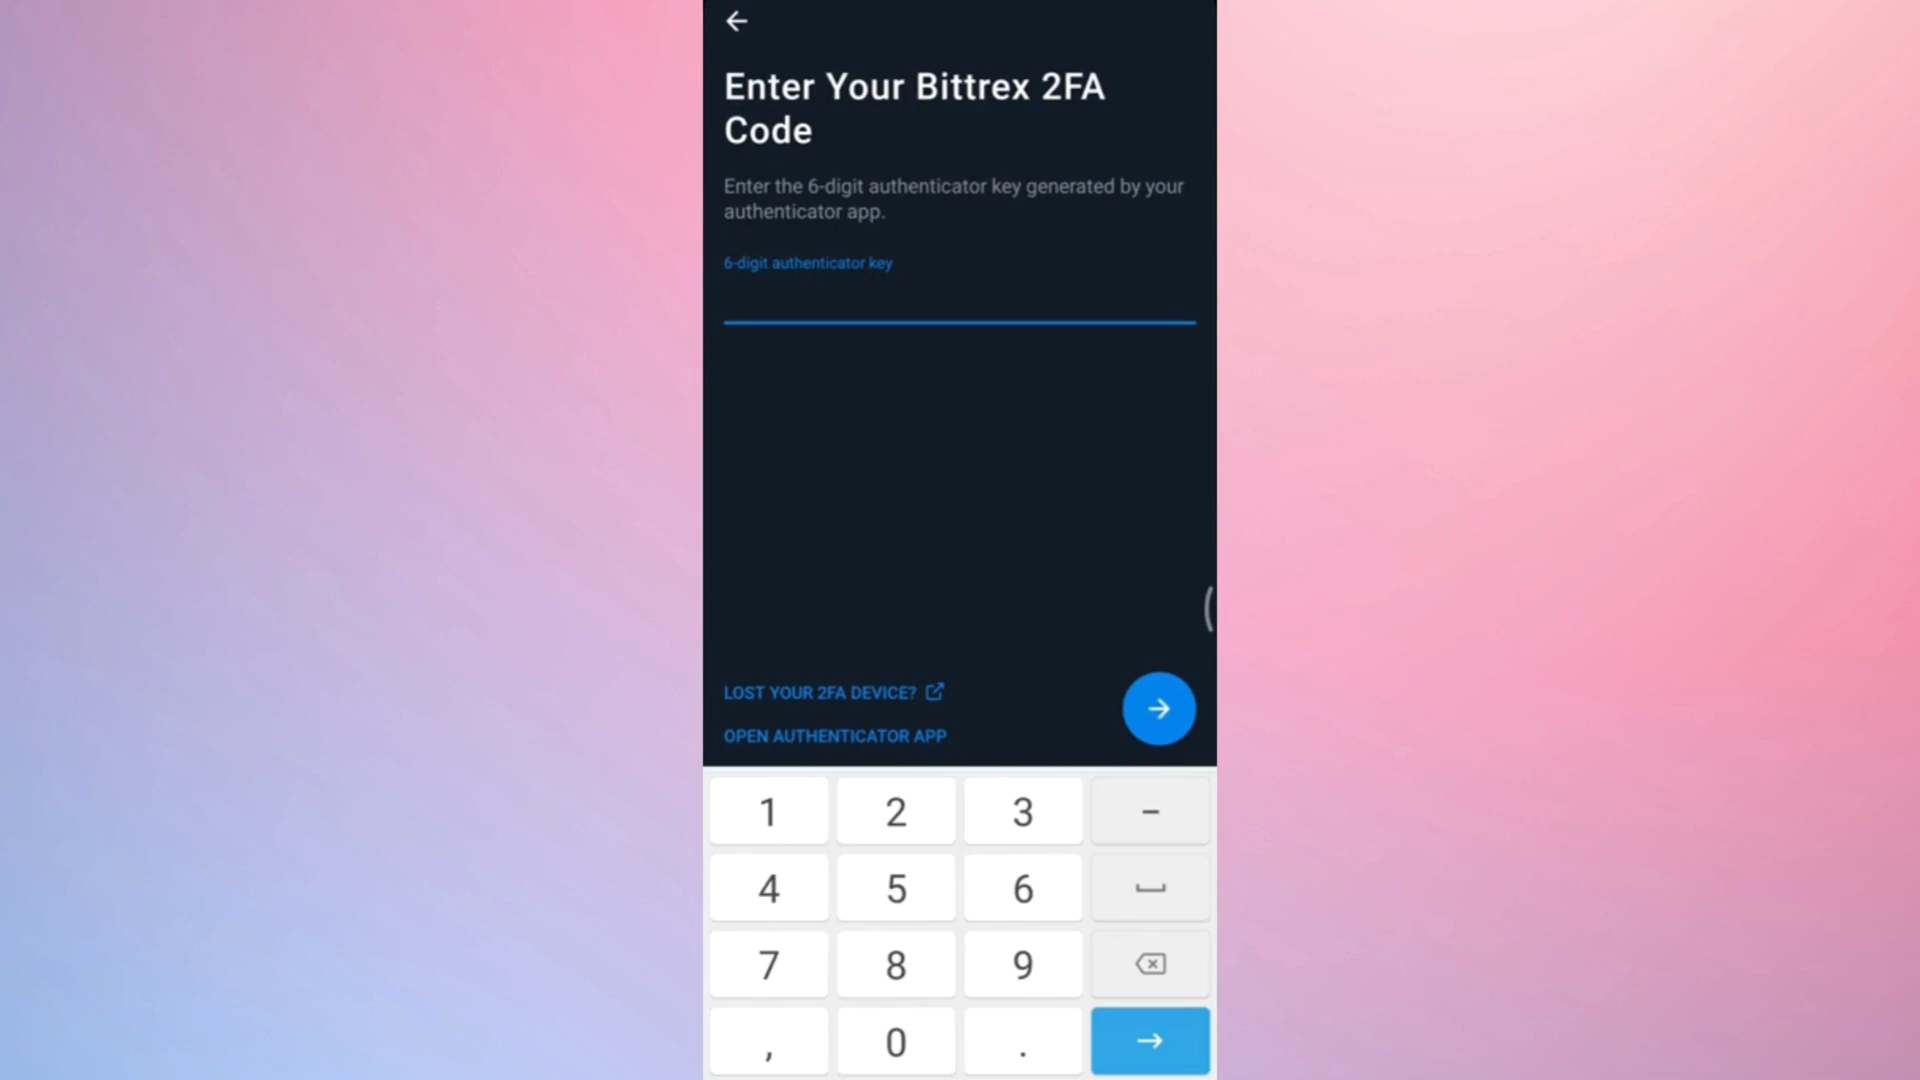 Enter Your Bittrex 2FA
Code
Enter the 6-digit authenticator key generated by your
authenticator app.
6-digit authenticator key
LOST YOUR 2FA DEVICE?
OPEN AUTHENTICATOR APP
1 2 3 –
4 5 6
7 8 9
, 0 .